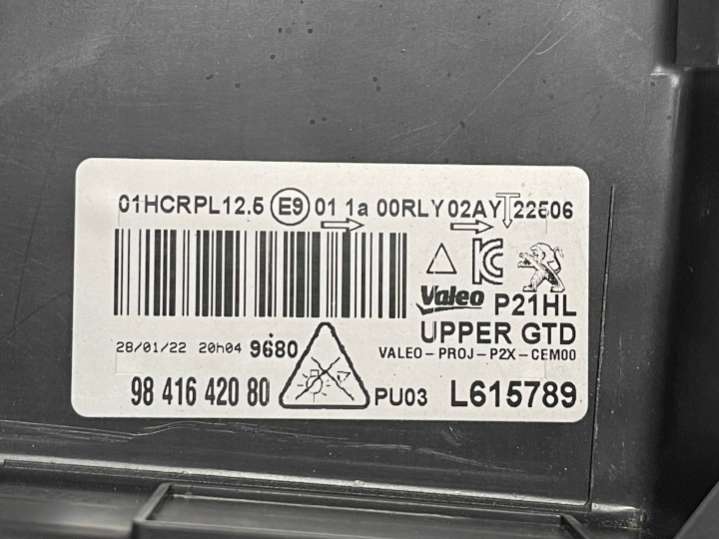 01HCRPL12.5 E9 01 1a 00RLY 02AY 22506
KC
Valeo P21HL
UPPER GTD
28/01/22 20h04 9680 VALEO-PROJ-P2X-CEM00
98 416 420 80 PU03 L615789